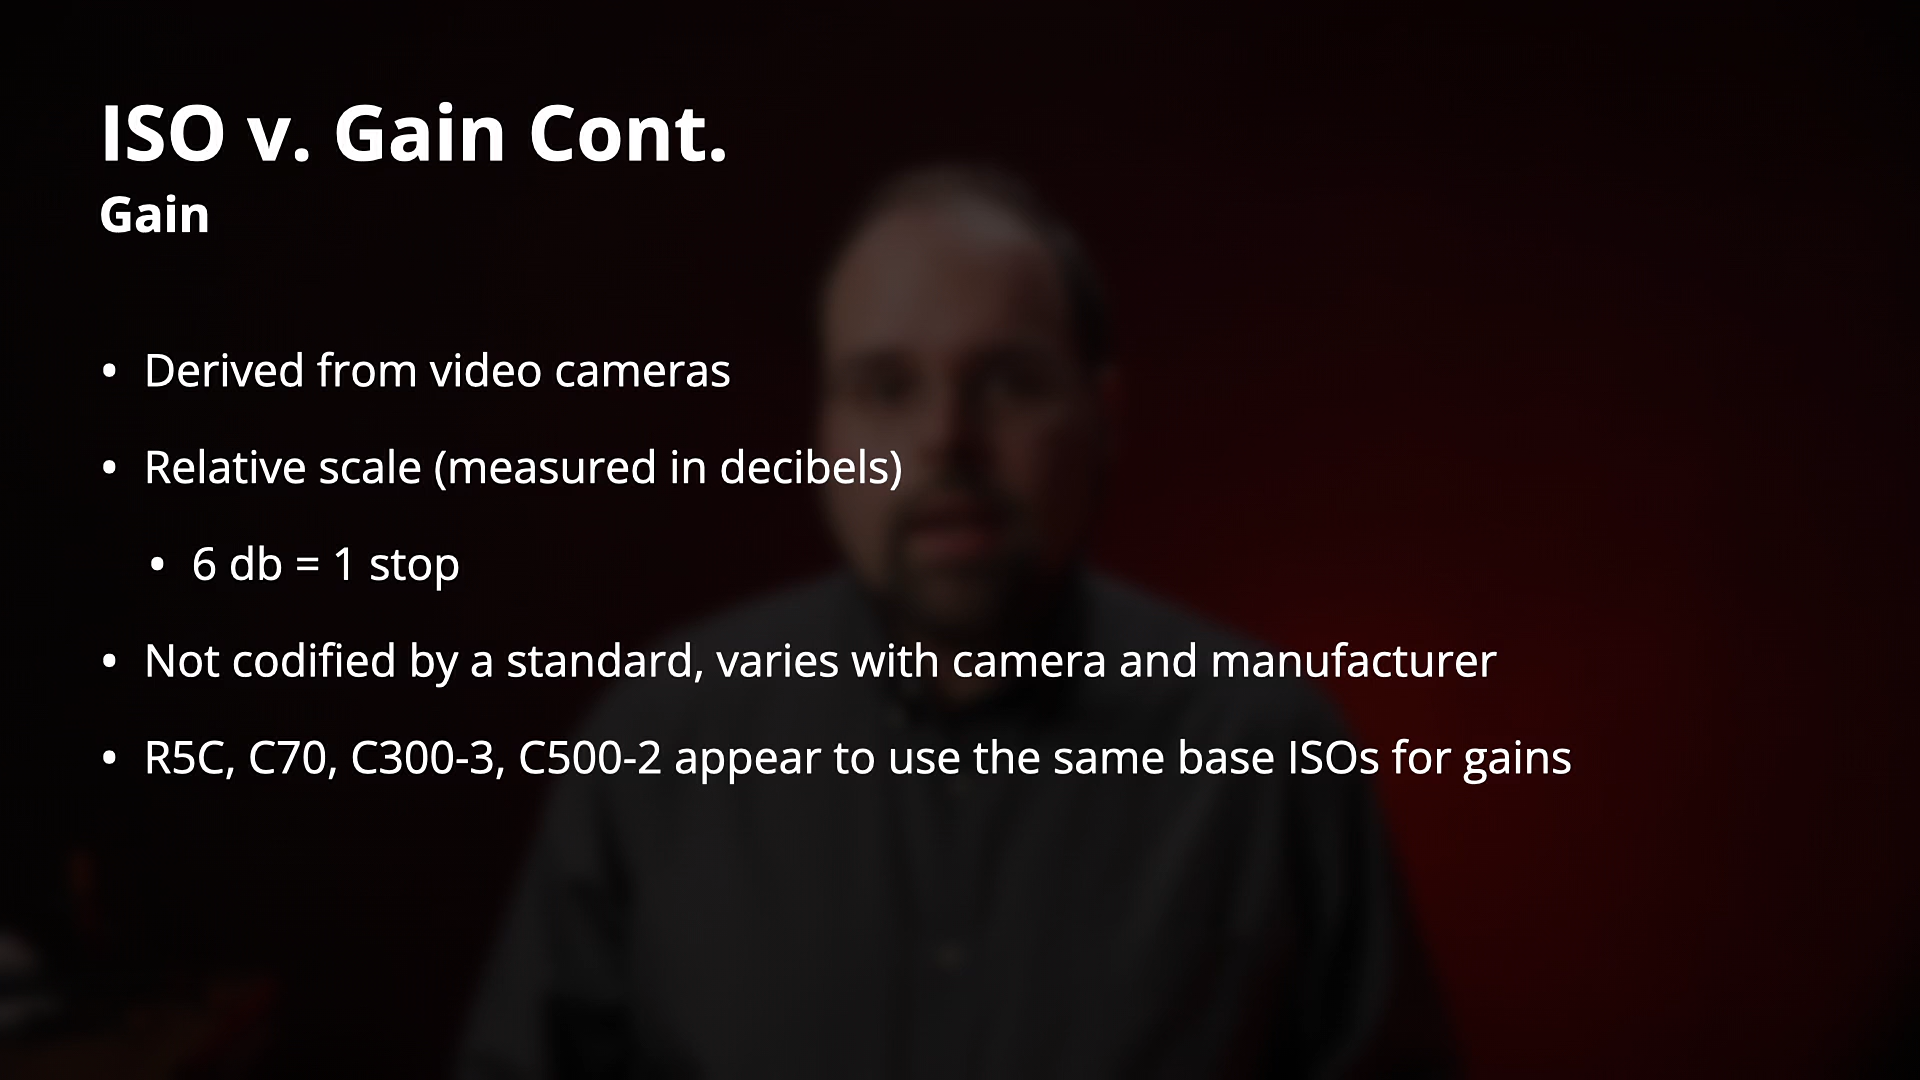 ISO v. Gain Cont.
Gain
• Derived from video cameras
• Relative scale (measured in decibels)
• 6 db = 1 stop
• Not codified by a standard, varies with camera and manufacturer
• R5C, C70, C300-3, C500-2 appear to use the same base ISOs for gains